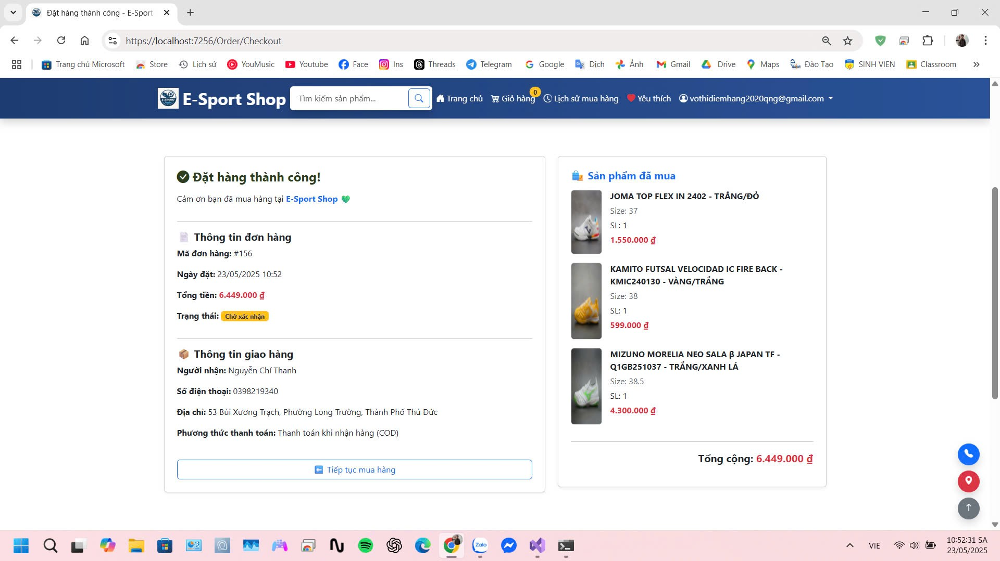 Đặt hàng thành công - E-Sport
https://localhost:7256/Order/Checkout
Trang chủ Microsoft
Store
Lịch sử
YouMusic
Youtube
Face
Ins
Threads
Telegram
Google
Dịch
Ảnh
Gmail
Drive
Maps
Đào Tạo
SINH VIEN
Classroom
E-Sport Shop
Tìm kiếm sản phẩm...
Trang chủ
Giỏ hàng
0
Lịch sử mua hàng
Yêu thích
vothidiemhang2020qng@gmail.com
Đặt hàng thành công!
Cảm ơn bạn đã mua hàng tại E-Sport Shop
Thông tin đơn hàng
Mã đơn hàng: #156
Ngày đặt: 23/05/2025 10:52
Tổng tiền: 6.449.000 ₫
Trạng thái: Chờ xác nhận
Thông tin giao hàng
Người nhận: Nguyễn Chí Thanh
Số điện thoại: 0398219340
Địa chỉ: 53 Bùi Xương Trạch, Phường Long Trường, Thành Phố Thủ Đức
Phương thức thanh toán: Thanh toán khi nhận hàng (COD)
Tiếp tục mua hàng
Sản phẩm đã mua
JOMA TOP FLEX IN 2402 - TRẮNG/ĐỎ
Size: 37
SL: 1
1.550.000 ₫
KAMITO FUTSAL VELOCIDAD IC FIRE BACK -
KMIC240130 - VÀNG/TRẮNG
Size: 38
SL: 1
599.000 ₫
MIZUNO MORELIA NEO SALA β JAPAN TF -
Q1GB251037 - TRẮNG/XANH LÁ
Size: 38.5
SL: 1
4.300.000 ₫
Tổng cộng: 6.449.000 ₫
Zalo
VIE
10:52:31 SA
23/05/2025